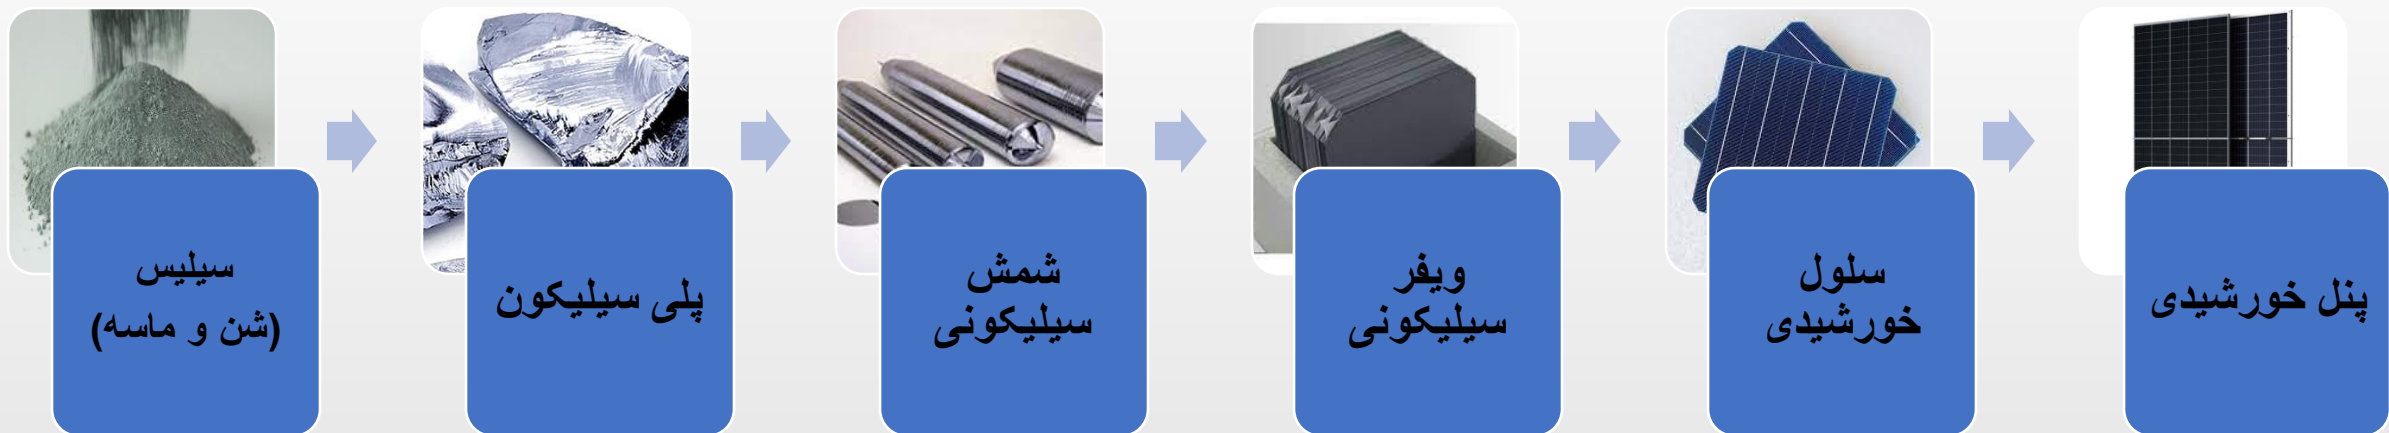 سیلیس
(شن و ماسه)
پلی سیلیکون
شمش
سیلیکونی
ویفر
سیلیکونی
سلول
خورشیدی
پنل خورشیدی